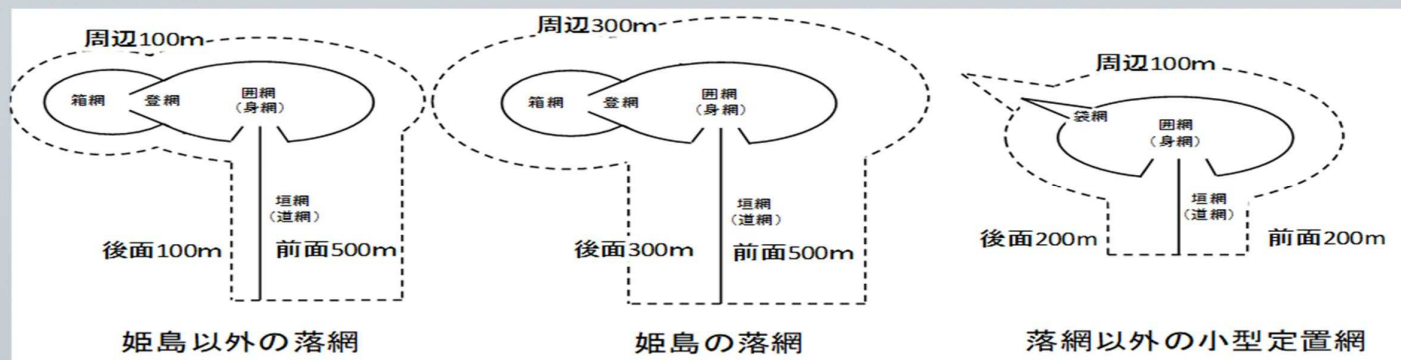 周辺100m
箱網
登網
囲網
(身網)
垣網
(道網)
後面100m
前面500m
姫島以外の落網
周辺300m
箱網
登網
囲網
(身網)
垣網
(道網)
後面300m
前面500m
姫島の落網
周辺100m
袋網
囲網
(身網)
垣網
(道網)
後面200m
前面200m
落網以外の小型定置網